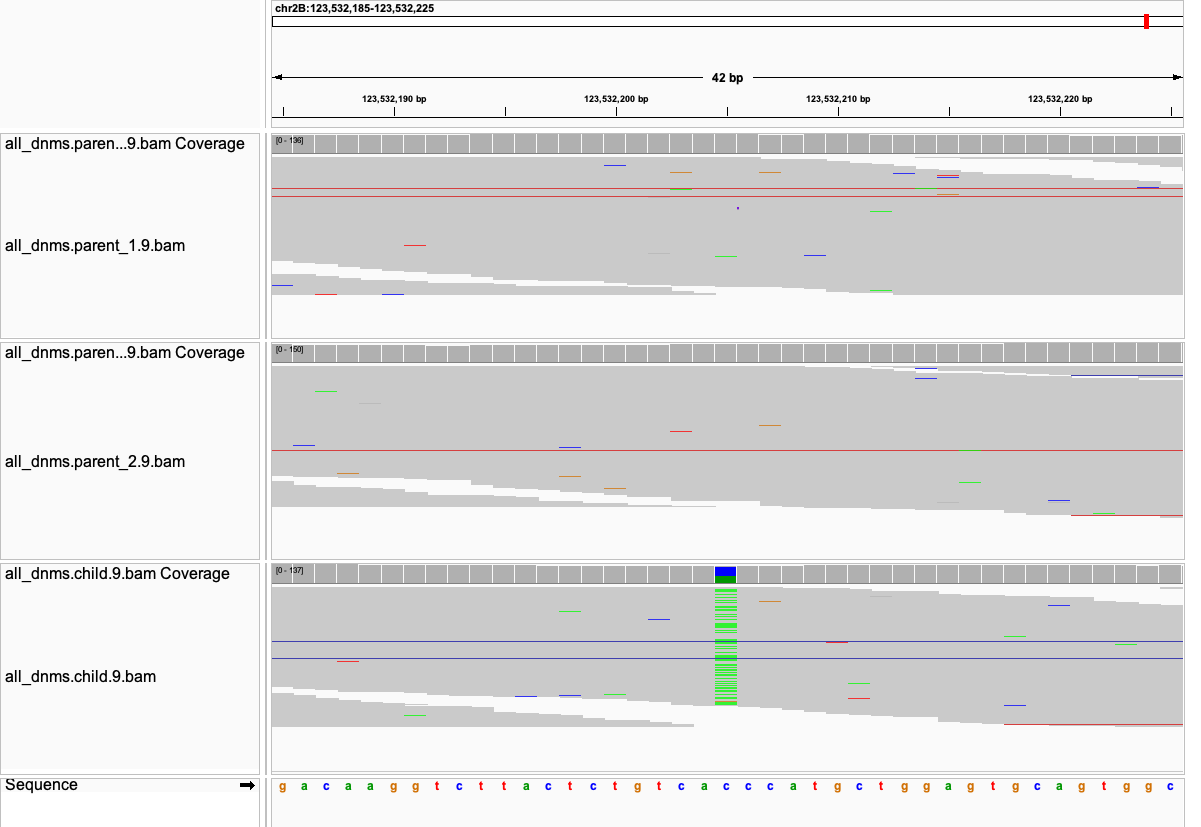 chr2B:123,532,185-123,532,225
42 bp
123,532,190 bp 123,532,200 bp 123,532,210 bp 123,532,220 bp
all_dnms.paren...9.bam Coverage [0 - 136]
all_dnms.parent_1.9.bam
all_dnms.paren...9.bam Coverage [0 - 150]
all_dnms.parent_2.9.bam
all_dnms.child.9.bam Coverage [0 - 137]
all_dnms.child.9.bam
Sequence g a c a a g g t c t t a c t c t g t c a c c c a t g c t g g a g t g c a g t g g c